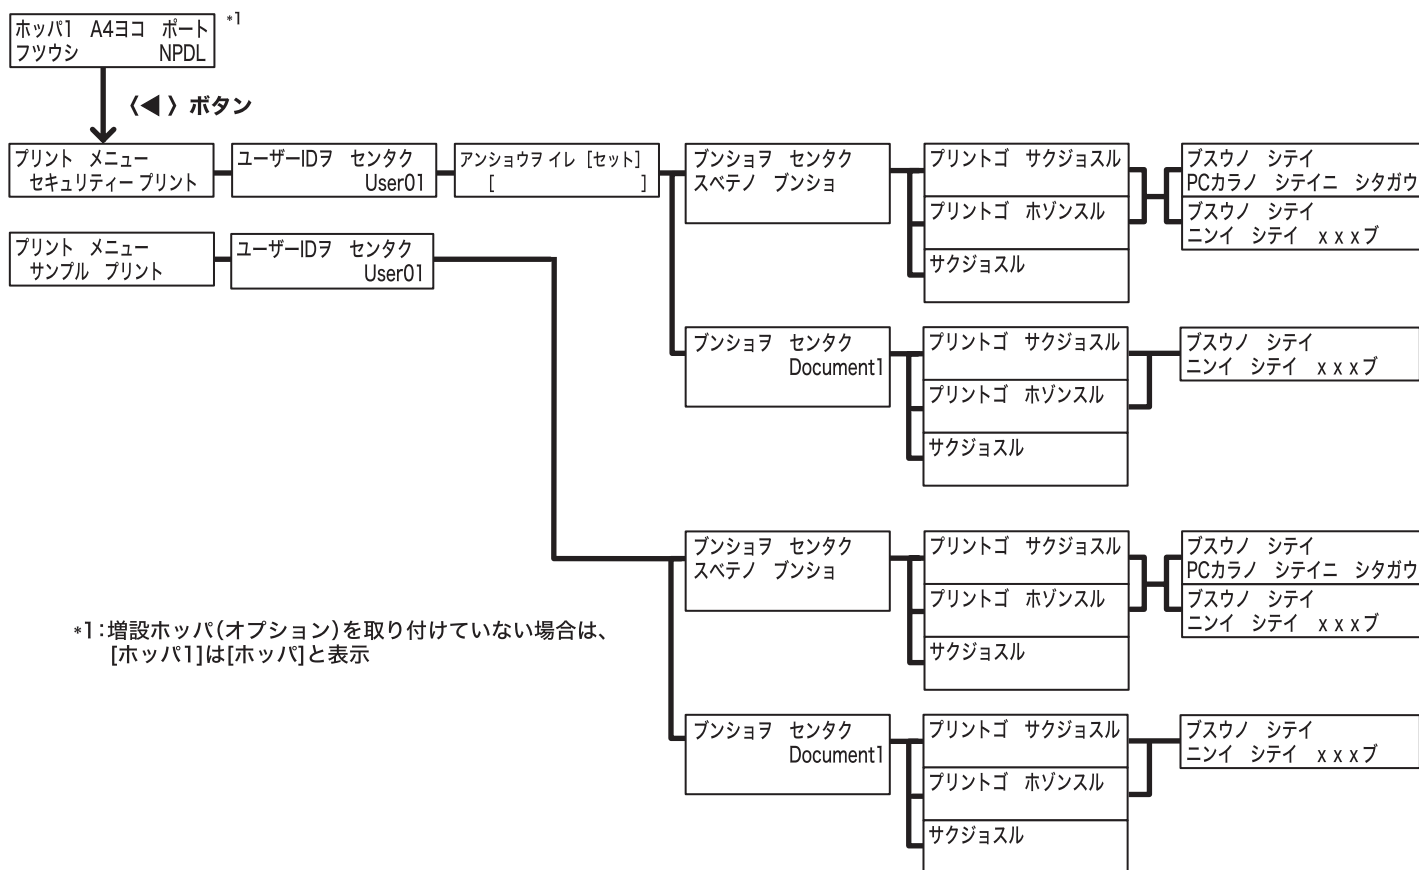 ホッパ1 A4ヨコ ポート
フツウシ NPDL
*1
〈◀〉ボタン
プリント メニュー
セキュリティー プリント
ユーザーIDヲ センタク
User01
アンショウヲ イレ [セット]
[ ]
ブンショヲ センタク
スベテノ ブンショ
プリントゴ サクジョスル
プリントゴ ホゾンスル
サクジョスル
ブスウノ シテイ
PCカラノ シテイニ シタガウ
ブスウノ シテイ
ニンイ シテイ x x xブ
ブンショヲ センタク
Document1
プリントゴ サクジョスル
プリントゴ ホゾンスル
サクジョスル
ブスウノ シテイ
ニンイ シテイ x x xブ
プリント メニュー
サンプル プリント
ユーザーIDヲ センタク
User01
ブンショヲ センタク
スベテノ ブンショ
プリントゴ サクジョスル
プリントゴ ホゾンスル
サクジョスル
ブスウノ シテイ
PCカラノ シテイニ シタガウ
ブスウノ シテイ
ニンイ シテイ x x xブ
ブンショヲ センタク
Document1
プリントゴ サクジョスル
プリントゴ ホゾンスル
サクジョスル
ブスウノ シテイ
ニンイ シテイ x x xブ
*1：増設ホッパ（オプション）を取り付けていない場合は、
[ホッパ1]は[ホッパ]と表示